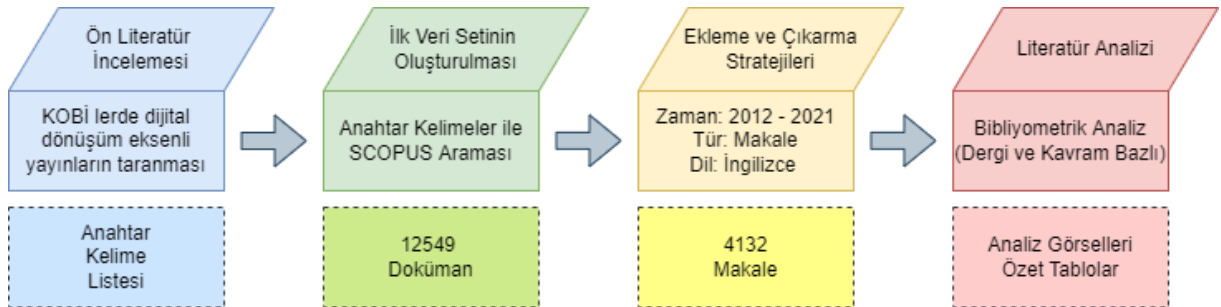 Ön Literatür
İncelemesi
KOBİ lerde dijital
dönüşüm eksenli
yayınların taranması
Anahtar
Kelime
Listesi
İlk Veri Setinin
Oluşturulması
Anahtar Kelimeler ile
SCOPUS Araması
12549
Doküman
Ekleme ve Çıkarma
Stratejileri
Zaman: 2012 - 2021
Tür: Makale
Dil: İngilizce
4132
Makale
Literatür Analizi
Bibliyometrik Analiz
(Dergi ve Kavram Bazlı)
Analiz Görselleri
Özet Tablolar